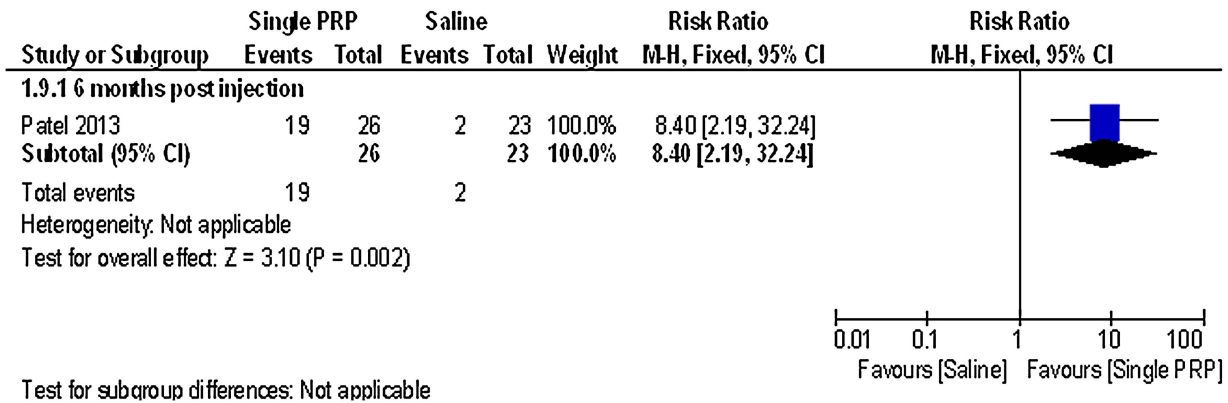 Single PRP Saline Risk Ratio Risk Ratio
Study or Subgroup Events Total Events Total Weight M-H, Fixed, 95% CI M-H, Fixed, 95% CI
1.9.1 6 months post injection
Patel 2013 19 26 2 23 100.0% 8.40 [2.19, 32.24]
Subtotal (95% CI) 26 23 100.0% 8.40 [2.19, 32.24]
Total events 19 2
Heterogeneity: Not applicable
Test for overall effect: Z = 3.10 (P = 0.002)
0.01 0.1 1 10 100
Favours [Saline] Favours [Single PRP]
Test for subgroup differences: Not applicable